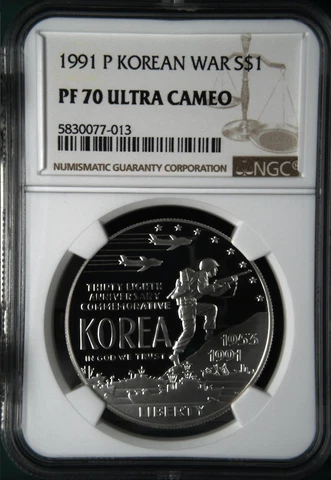 1991 P KOREAN WAR S$1
PF 70 ULTRA CAMEO
5830077-013
NUMISMATIC GUARANTY CORPORATION
NGC
THIRTY EIGHTH
ANNIVERSARY
COMMEMORATIVE
KOREA
IN GOD WE TRUST
1953
1991
LIBERTY